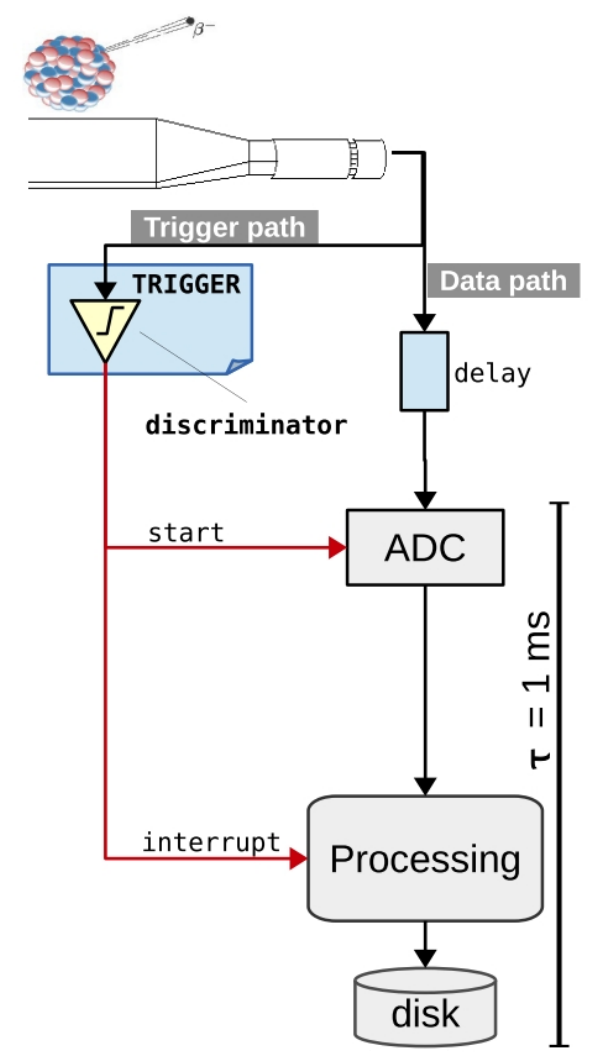 β⁻
Trigger path
TRIGGER
Data path
delay
discriminator
start
ADC
τ = 1 ms
interrupt
Processing
disk